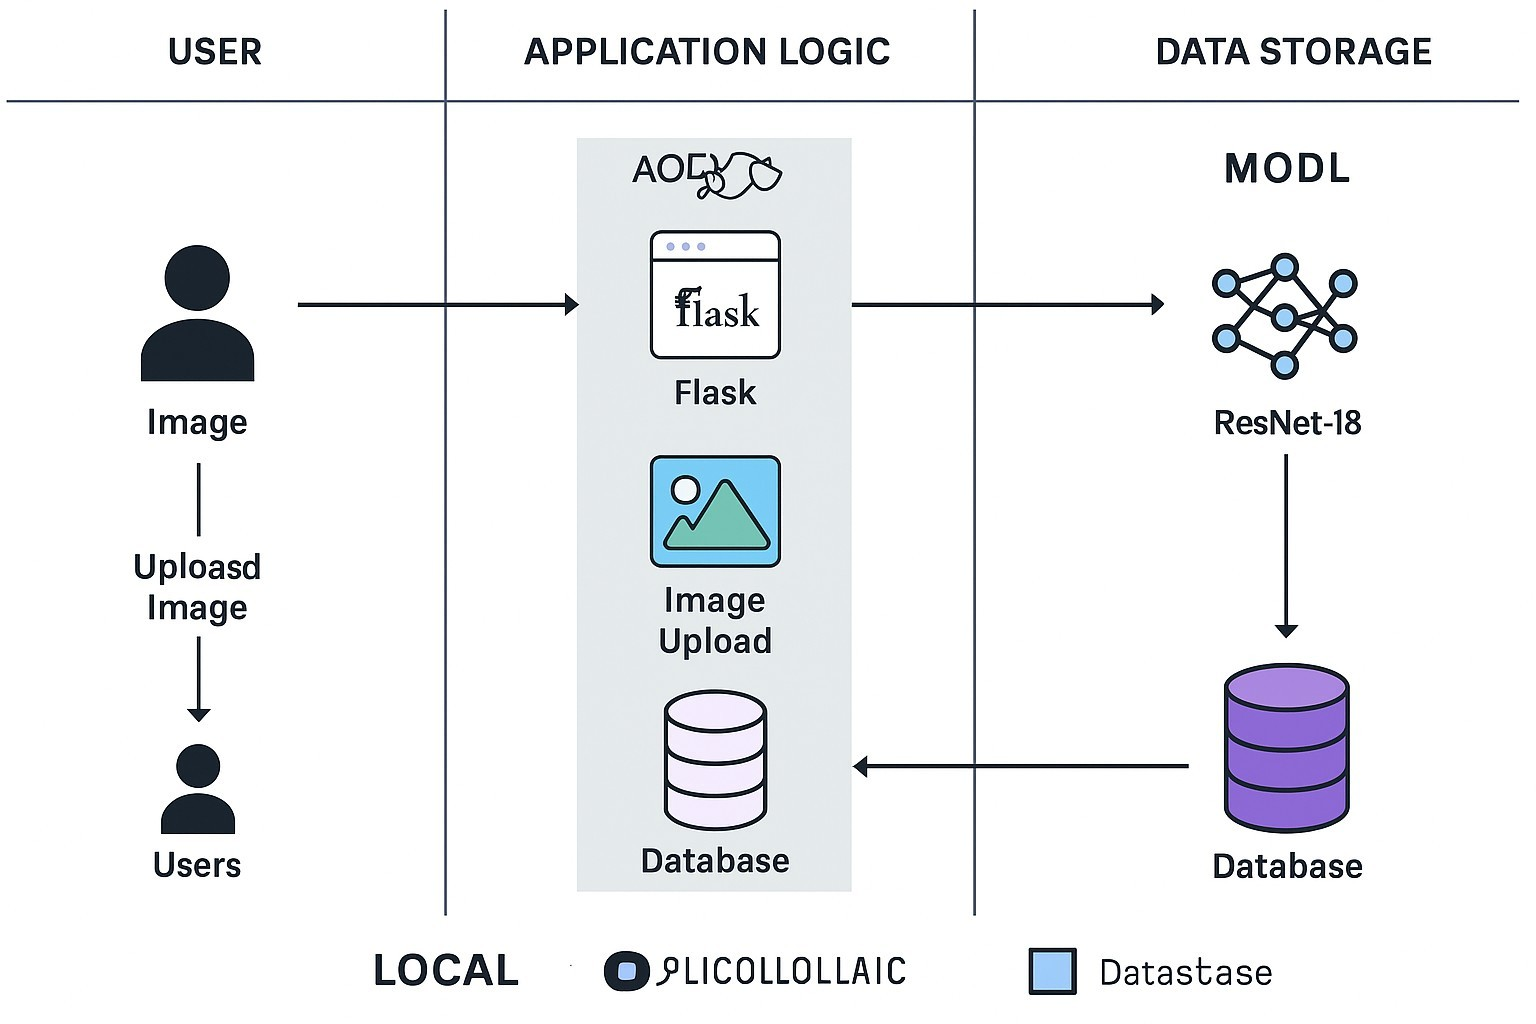 USER
APPLICATION LOGIC
DATA STORAGE
MODL
flask
Flask
Image
ResNet-18
Uploasd
Image
Image
Upload
Users
Database
Database
LOCAL
LICOLLOLLAIC
Datastase